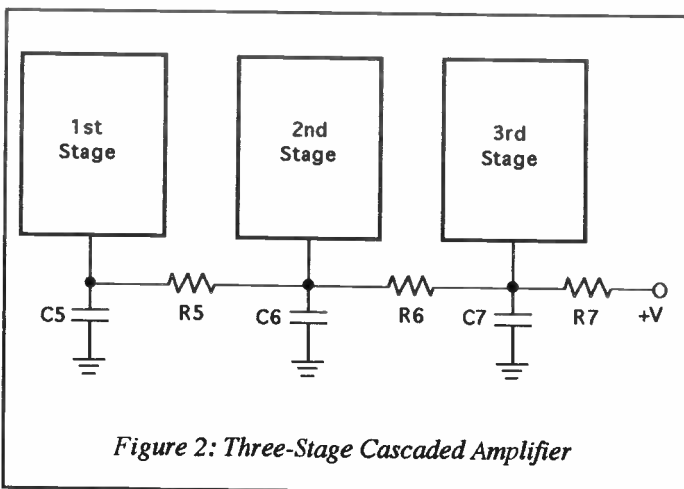 1st
Stage
2nd
Stage
3rd
Stage
C5
R5
C6
R6
C7
R7
+V
Figure 2: Three-Stage Cascaded Amplifier